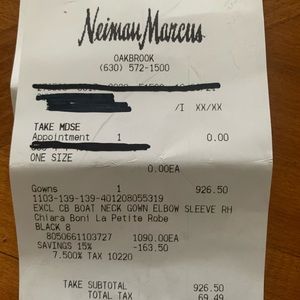 Neiman Marcus
OAKBROOK
(630) 572-1500
/I XX/XX
TAKE MDSE
Appointment 1 0.00
ONE SIZE
0.00EA
Gowns 1 926.50
1103-139-139-401208055319
EXCL CB BOAT NECK GOWN ELBOW SLEEVE RH
Chiara Boni La Petite Robe
BLACK 8
8050661103727 1090.00EA
SAVINGS 15% -163.50
7.500% TAX 10220
TAKE SUBTOTAL 926.50
TOTAL TAX 69.49